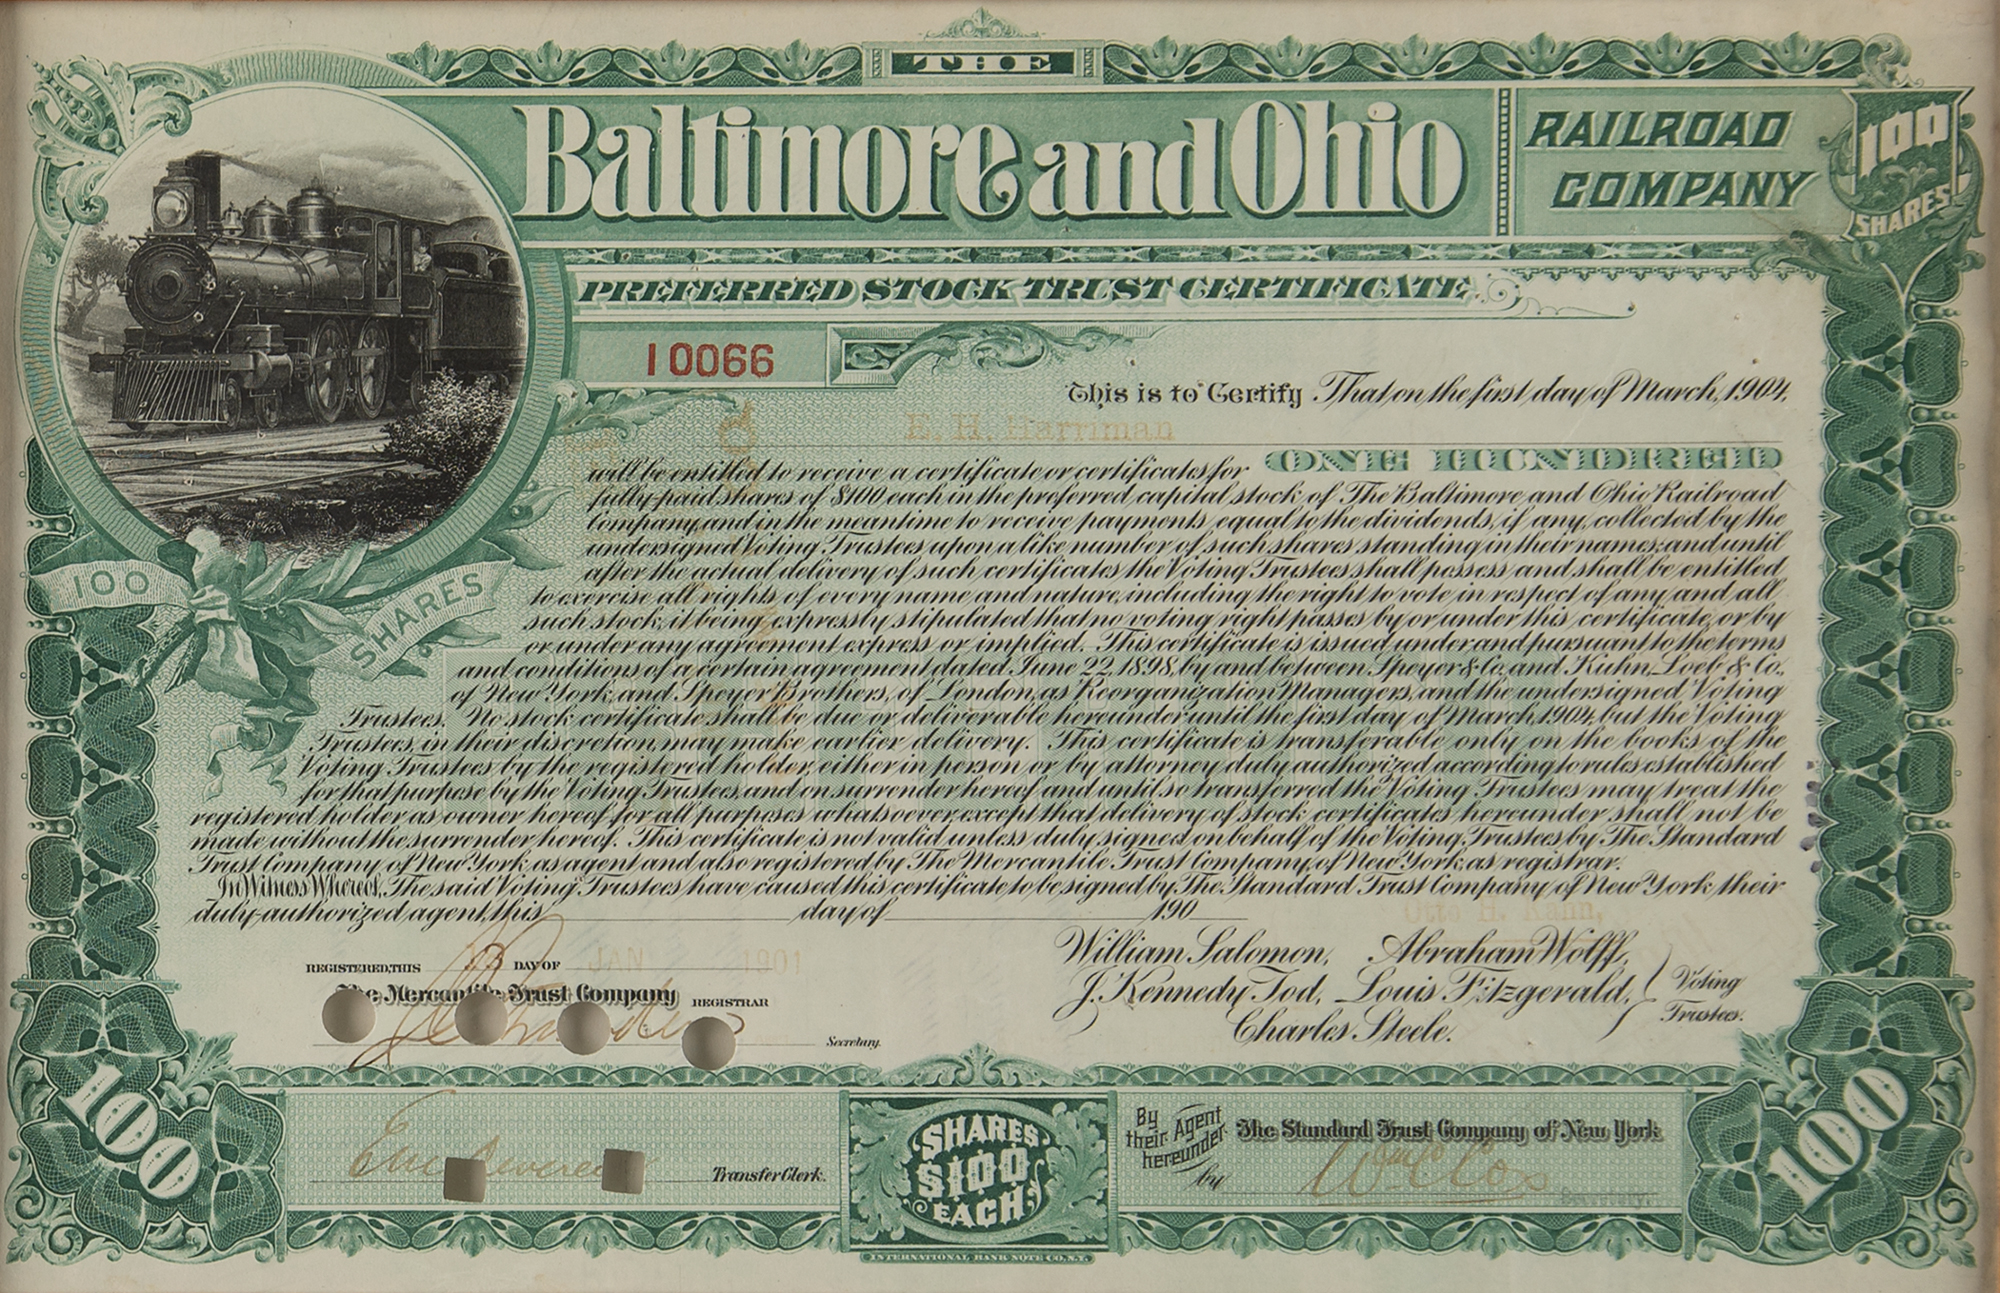 THE
Baltimore and Ohio
RAILROAD
COMPANY
100
SHARES
PREFERRED STOCK TRUST CERTIFICATE.
10066
This is to Certify That on the first day of March, 1904,
E. H. Harriman
will be entitled to receive a certificate or certificates for ONE HUNDRED
fully-paid shares of $100 each in the preferred capital stock of The Baltimore and Ohio Railroad
Company, and in the meantime to receive payments equal to the dividends, if any, collected by the
undersigned Voting Trustees upon a like number of such shares standing in their names; and until
after the actual delivery of such certificates the Voting Trustees shall possess and shall be entitled
to exercise all rights of every name and nature, including the right to vote in respect of any and all
such stock, it being expressly stipulated that no voting right passes by or under this certificate, or by
or under any agreement express or implied. This certificate is issued under and pursuant to the terms
and conditions of a certain agreement dated June 22, 1898, by and between Speyer & Co. and Kuhn, Loeb & Co.,
of New York, and Speyer Brothers, of London, as Reorganization Managers, and the undersigned Voting
Trustees. No stock certificate shall be due or deliverable hereunder until the first day of March 1904, but the Voting
Trustees, in their discretion, may make earlier delivery. This certificate is transferable only on the books of the
Voting Trustees by the registered holder, either in person or by attorney duly authorized according to rules established
for that purpose by the Voting Trustees, and on surrender hereof and until so transferred the Voting Trustees may treat the
registered holder as owner hereof for all purposes whatsoever, except that delivery of stock certificates hereunder shall not be
made without the surrender hereof. This certificate is not valid unless duly signed on behalf of the Voting Trustees by The Standard
Trust Company of New York, as agent and also registered by The Mercantile Trust Company, of New York, as registrar.
In Witness Whereof, The said Voting Trustees have caused this certificate to be signed by The Standard Trust Company of New York their
duly-authorized agent, this day of 190
100
SHARES
Otto H. Kahn,
William Salomon, Abraham Wolff,
J. Kennedy Tod, Louis Fitzgerald,
Charles Steele.
Voting
Trustees.
REGISTERED, THIS DAY OF JAN 1901
The Mercantile Trust Company REGISTRAR
Secretary.
Transfer Clerk.
100
SHARES
$100
EACH
By
their Agent
hereunder
The Standard Trust Company of New York
by Wm C Cox
100
INTERNATIONAL BANK NOTE CO., N.Y.